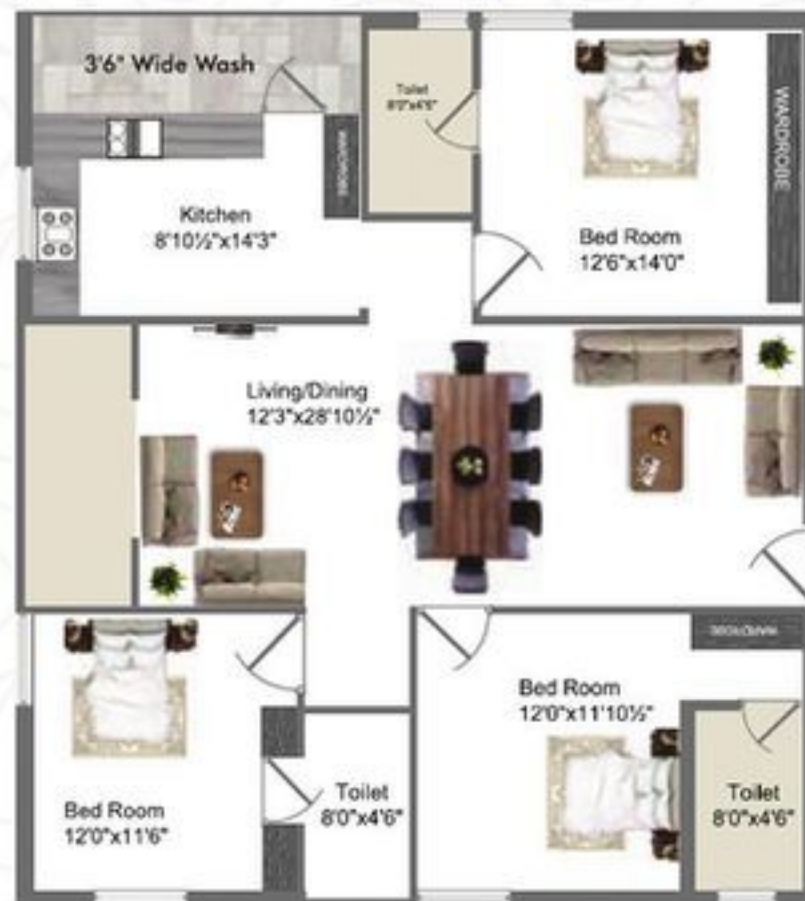 3'6" Wide Wash
Toilet
8'0"x4'6"
WARDROBE
WARDROBE
Kitchen
8'10½"x14'3"
Bed Room
12'6"x14'0"
Living/Dining
12'3"x28'10½"
WARDROBE
Bed Room
12'0"x11'10½"
Bed Room
12'0"x11'6"
Toilet
8'0"x4'6"
Toilet
8'0"x4'6"